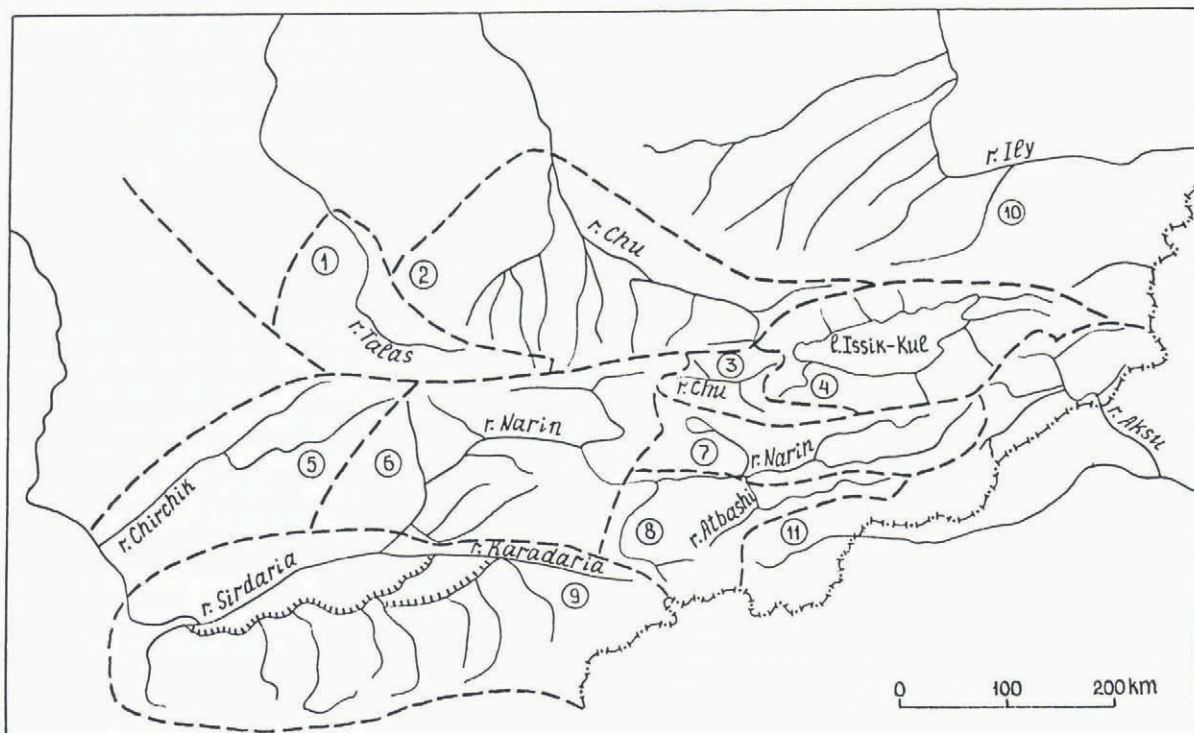 r. Ily
10
r. Chu
1
2
r. Talas
3
l. Issik-Kul
r. Chu
4
r. Narin
r. Aksu
5
6
7
r. Narin
r. Chirchik
8
r. Atbashi
11
r. Karadaria
r. Sirdaria
9
0 100 200 km